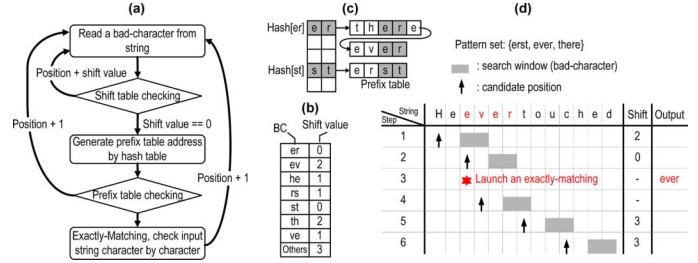 (a)
Read a bad-character from
string
Position + shift value
Shift table checking
Position + 1
Shift value == 0
Generate prefix table address
by hash table
Position + 1
Prefix table checking
Exactly-Matching, check input
string character by character
(c)
Hash[er] e r t h e r e
e v e r
Hash[st] s t e r s t
Prefix table
(b)
BC Shift value
er 0
ev 2
he 1
rs 1
st 0
th 2
ve 1
Others 3
(d)
Pattern set: {erst, ever, there}
: search window (bad-character)
: candidate position
String
Step
H e e v e r t o u c h e d Shift Output
1 2
2 0
3 Launch an exactly-matching - ever
4 -
5 3
6 3